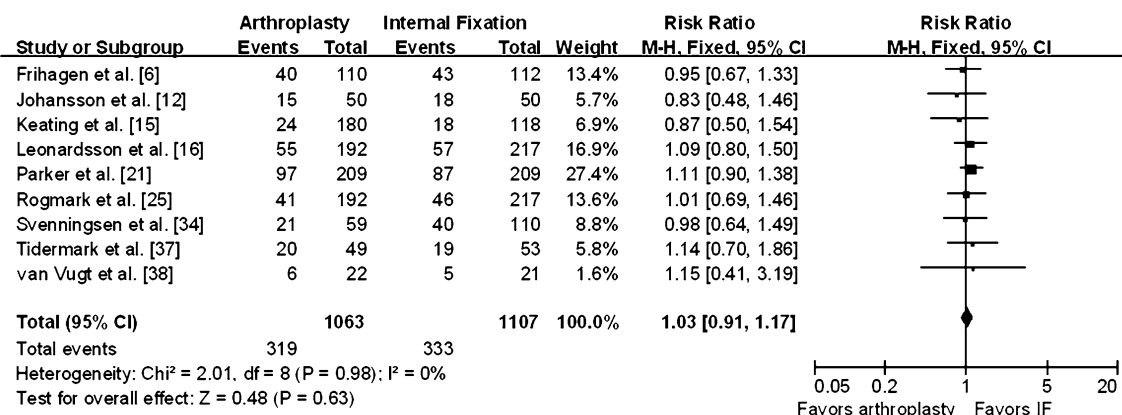 Arthroplasty Internal Fixation Risk Ratio Risk Ratio
Study or Subgroup Events Total Events Total Weight M-H, Fixed, 95% CI M-H, Fixed, 95% CI
Frihagen et al. [6] 40 110 43 112 13.4% 0.95 [0.67, 1.33]
Johansson et al. [12] 15 50 18 50 5.7% 0.83 [0.48, 1.46]
Keating et al. [15] 24 180 18 118 6.9% 0.87 [0.50, 1.54]
Leonardsson et al. [16] 55 192 57 217 16.9% 1.09 [0.80, 1.50]
Parker et al. [21] 97 209 87 209 27.4% 1.11 [0.90, 1.38]
Rogmark et al. [25] 41 192 46 217 13.6% 1.01 [0.69, 1.46]
Svenningsen et al. [34] 21 59 40 110 8.8% 0.98 [0.64, 1.49]
Tidermark et al. [37] 20 49 19 53 5.8% 1.14 [0.70, 1.86]
van Vugt et al. [38] 6 22 5 21 1.6% 1.15 [0.41, 3.19]
Total (95% CI) 1063 1107 100.0% 1.03 [0.91, 1.17]
Total events 319 333
Heterogeneity: Chi² = 2.01, df = 8 (P = 0.98); I² = 0%
Test for overall effect: Z = 0.48 (P = 0.63)
0.05 0.2 1 5 20
Favors arthroplasty Favors IF